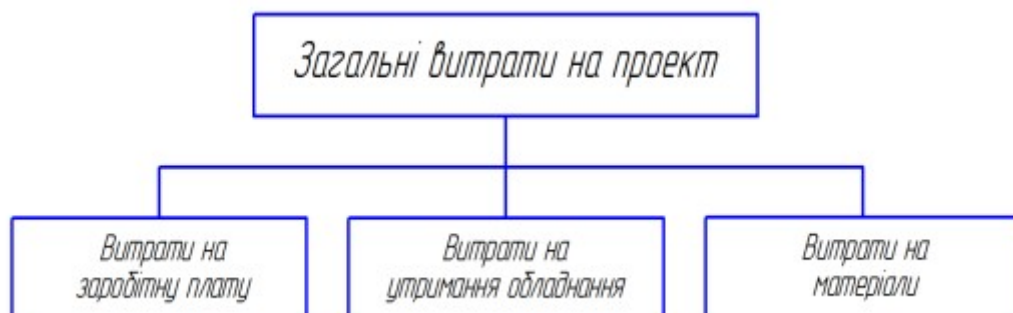 Загальні витрати на проект
Витрати на
заробітну плату
Витрати на
утримання обладнання
Витрати на
матеріали